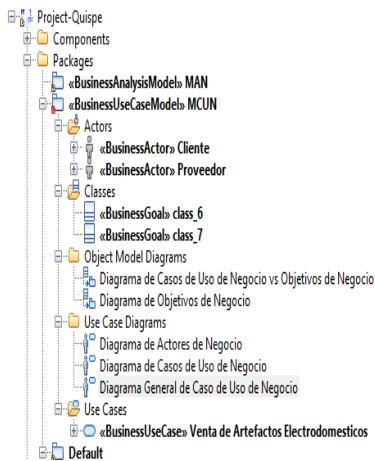 Project-Quispe
Components
Packages
«BusinessAnalysisModel» MAN
«BusinessUseCaseModel» MCUN
Actors
«BusinessActor» Cliente
«BusinessActor» Proveedor
Classes
«BusinessGoal» class_6
«BusinessGoal» class_7
Object Model Diagrams
Diagrama de Casos de Uso de Negocio vs Objetivos de Negocio
Diagrama de Objetivos de Negocio
Use Case Diagrams
Diagrama de Actores de Negocio
Diagrama de Casos de Uso de Negocio
Diagrama General de Caso de Uso de Negocio
Use Cases
«BusinessUseCase» Venta de Artefactos Electrodomesticos
Default